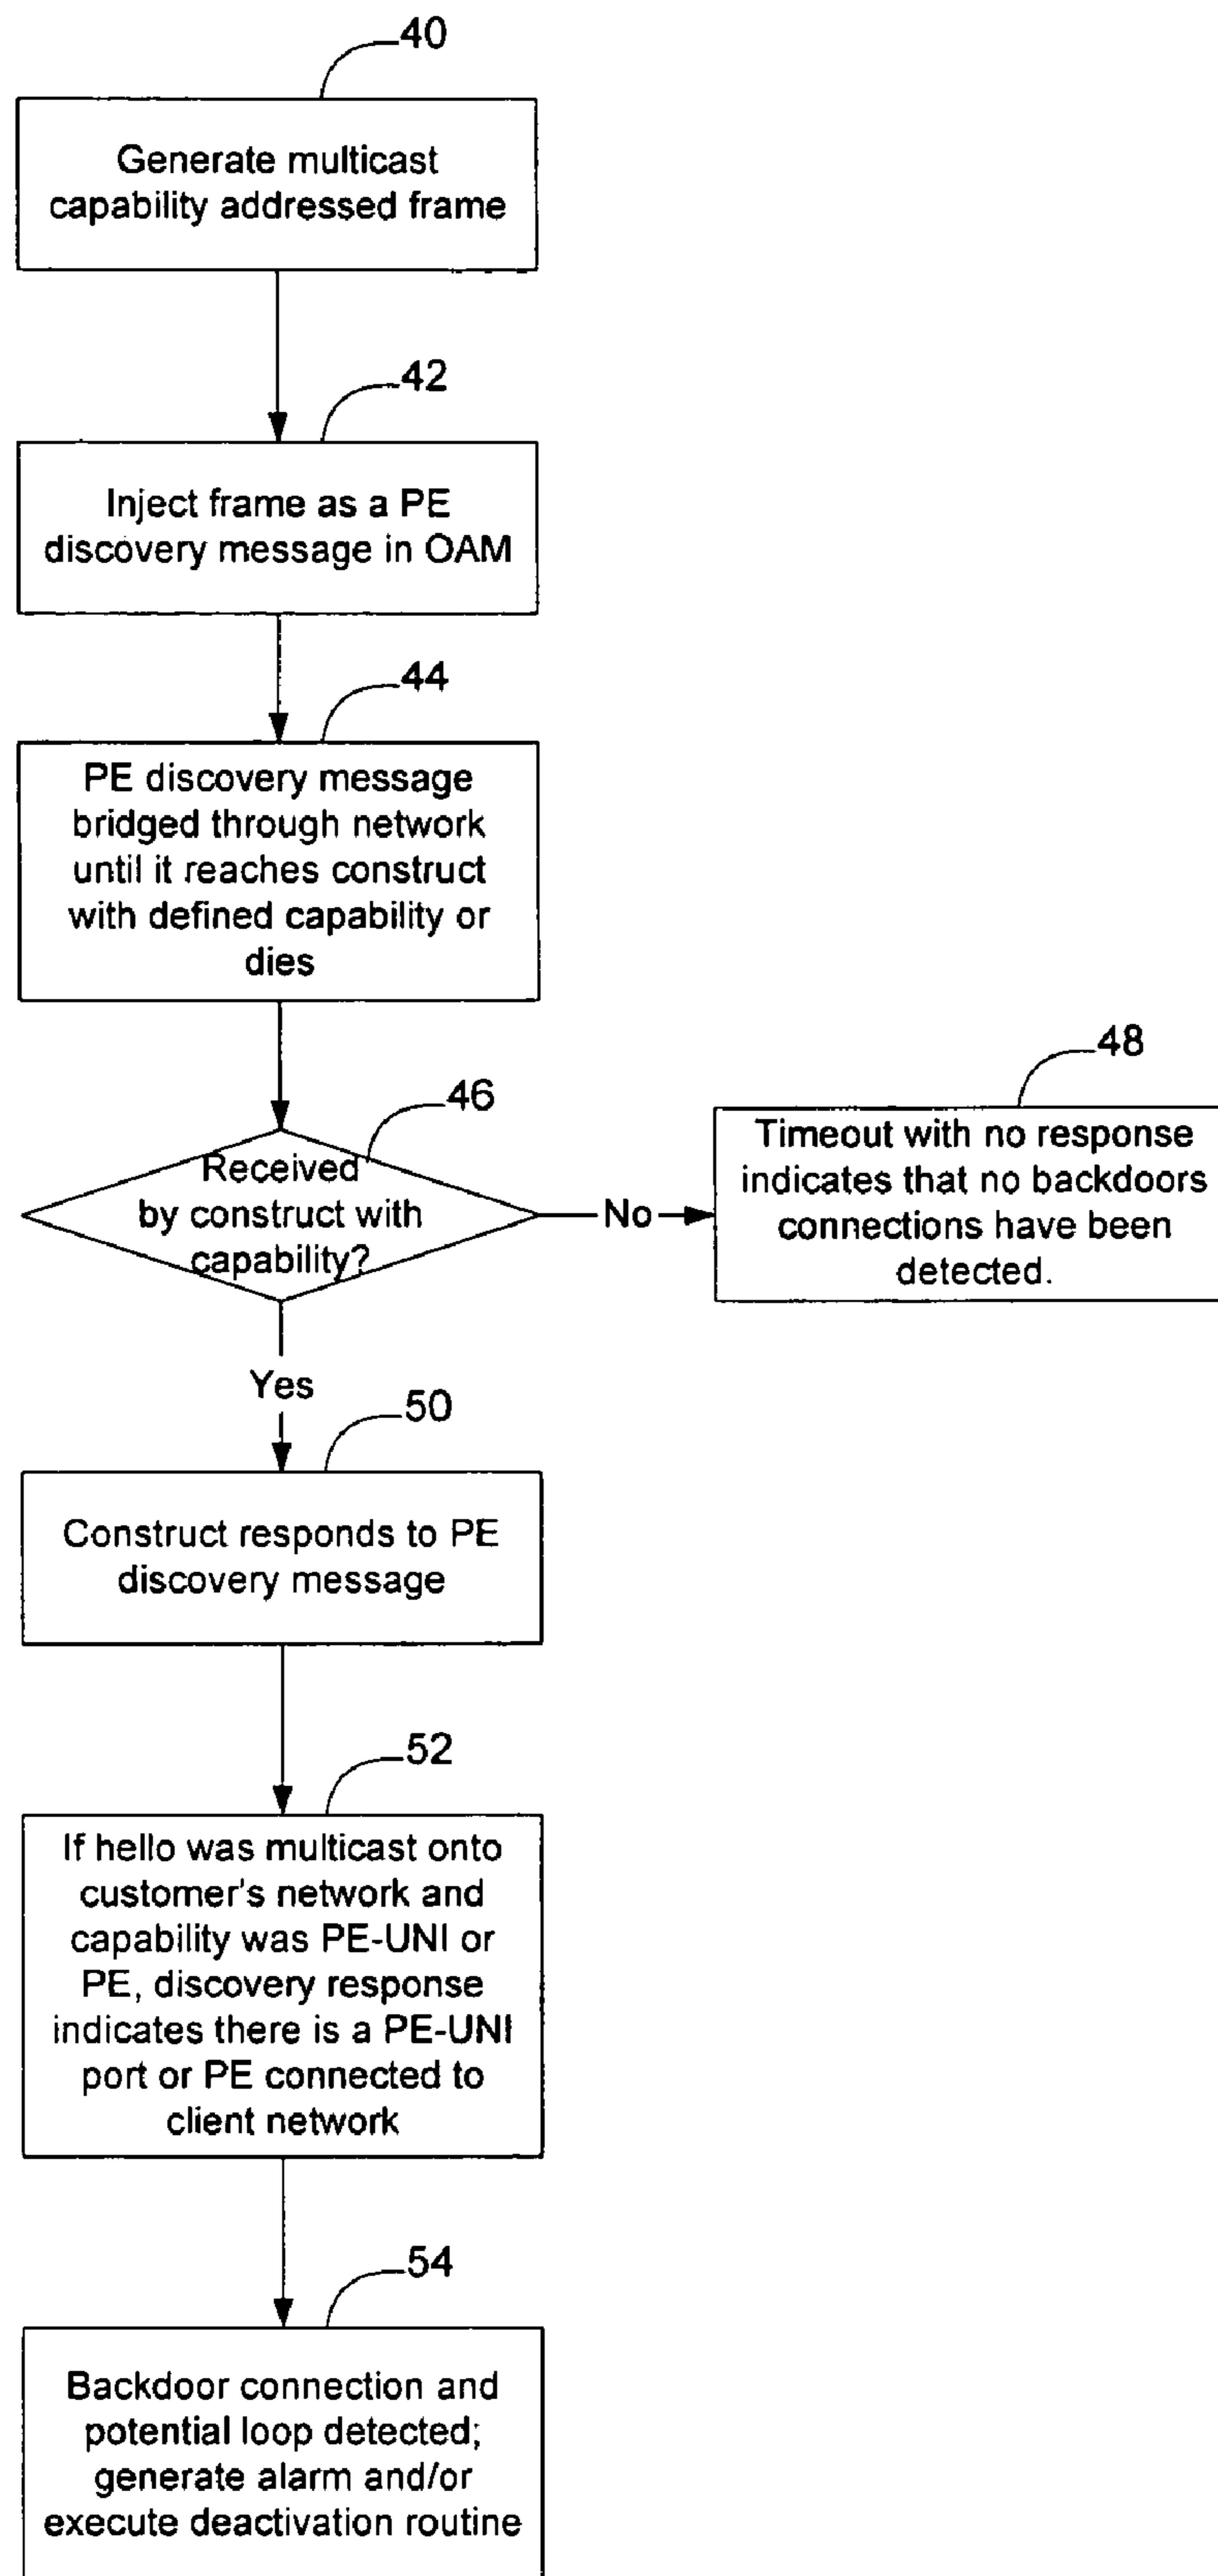 40
Generate multicast
capability addressed frame
42
Inject frame as a PE
discovery message in OAM
44
PE discovery message
bridged through network
until it reaches construct
with defined capability or
dies
46
Received
by construct with
capability?
No
48
Timeout with no response
indicates that no backdoors
connections have been
detected.
Yes
50
Construct responds to PE
discovery message
52
If hello was multicast onto
customer's network and
capability was PE-UNI or
PE, discovery response
indicates there is a PE-UNI
port or PE connected to
client network
54
Backdoor connection and
potential loop detected;
generate alarm and/or
execute deactivation routine